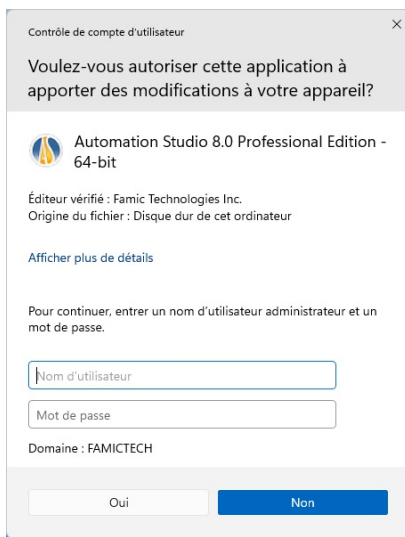 Contrôle de compte d'utilisateur
Voulez-vous autoriser cette application à
apporter des modifications à votre appareil?
Automation Studio 8.0 Professional Edition -
64-bit
Éditeur vérifié : Famic Technologies Inc.
Origine du fichier : Disque dur de cet ordinateur
Afficher plus de détails
Pour continuer, entrer un nom d'utilisateur administrateur et un
mot de passe.
Nom d'utilisateur
Mot de passe
Domaine : FAMICTECH
Oui
Non